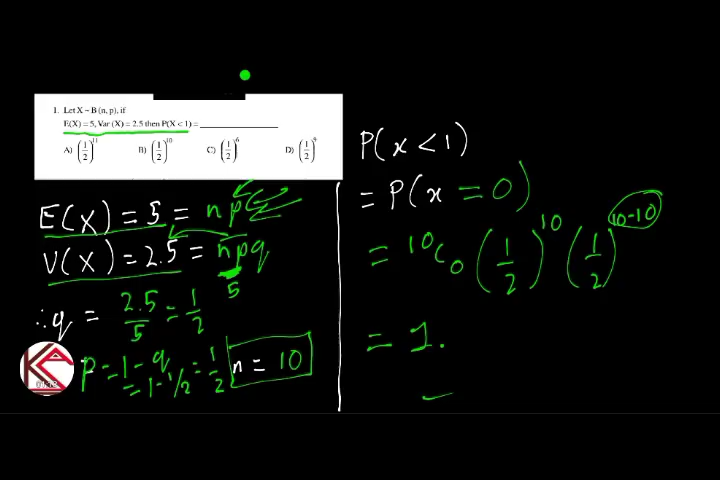 1. Let X ~ B (n, p), if
E(X) = 5, Var (X) = 2.5 then P(X < 1) = ____________
A) (1/2)^11 B) (1/2)^10 C) (1/2)^6 D) (1/2)^9
E(X) = 5 = np
V(X) = 2.5 = npq
5
∴ q = 2.5/5 = 1/2
p = 1 - q = 1/2
= 1 - 1/2
n = 10
P(x < 1)
= P(x = 0)
= 10C0 (1/2)^10 (1/2)^10-10
= 1.